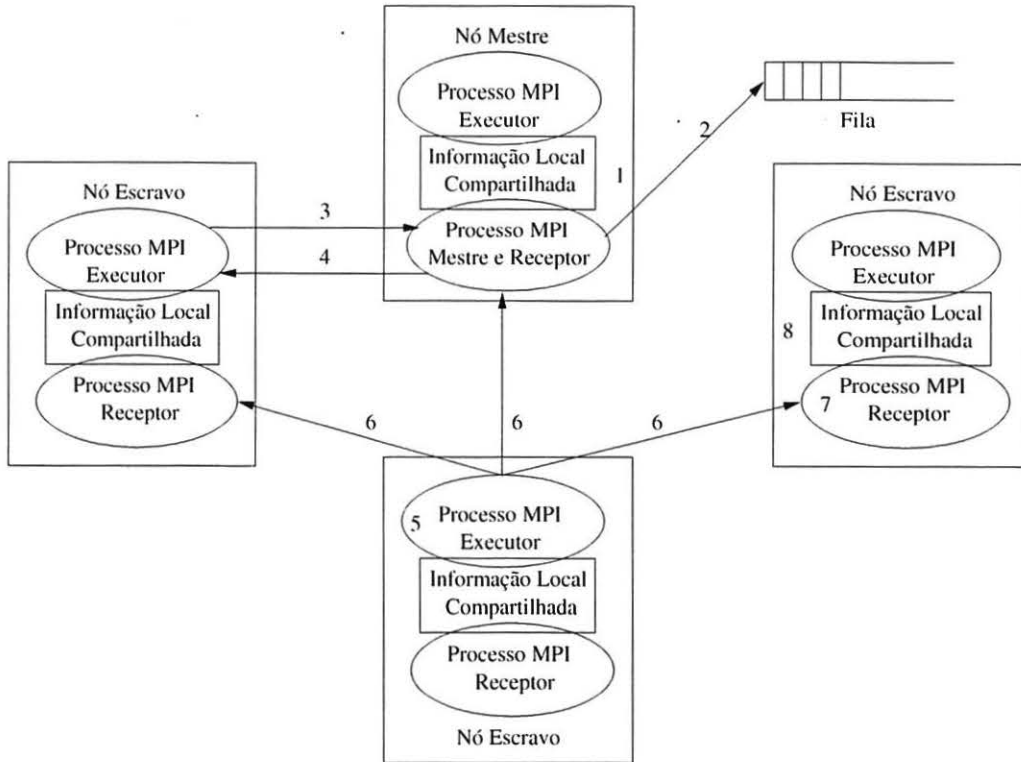 Nó Mestre
Processo MPI
Executor
Informação Local
Compartilhada
1
Processo MPI
Mestre e Receptor
2
Fila
Nó Escravo
Processo MPI
Executor
Informação Local
Compartilhada
Processo MPI
Receptor
3
4
Nó Escravo
Processo MPI
Executor
Informação Local
8
Compartilhada
Processo MPI
7
Receptor
6
6
6
5
Processo MPI
Executor
Informação Local
Compartilhada
Processo MPI
Receptor
Nó Escravo